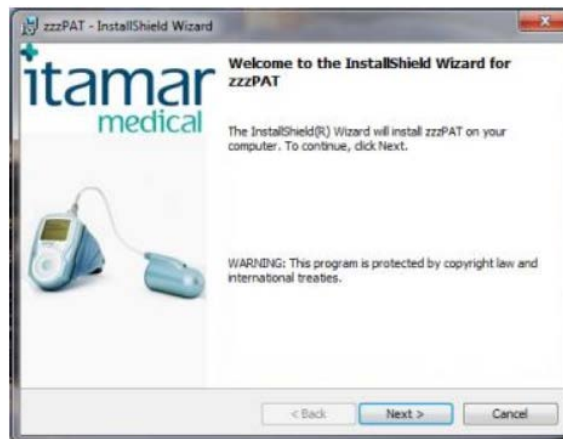 zzzPAT - InstallShield Wizard
itamar
medical
Welcome to the InstallShield Wizard for
zzzPAT
The InstallShield(R) Wizard will install zzzPAT on your
computer. To continue, click Next.
WARNING: This program is protected by copyright law and
international treaties.
< Back
Next >
Cancel